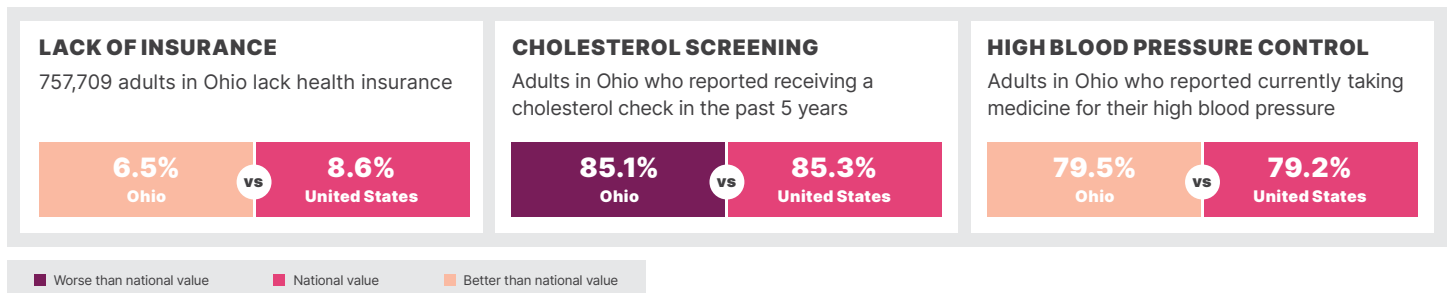 LACK OF INSURANCE
757,709 adults in Ohio lack health insurance
6.5%
Ohio
vs
8.6%
United States
CHOLESTEROL SCREENING
Adults in Ohio who reported receiving a
cholesterol check in the past 5 years
85.1%
Ohio
vs
85.3%
United States
HIGH BLOOD PRESSURE CONTROL
Adults in Ohio who reported currently taking
medicine for their high blood pressure
79.5%
Ohio
vs
79.2%
United States
Worse than national value
National value
Better than national value